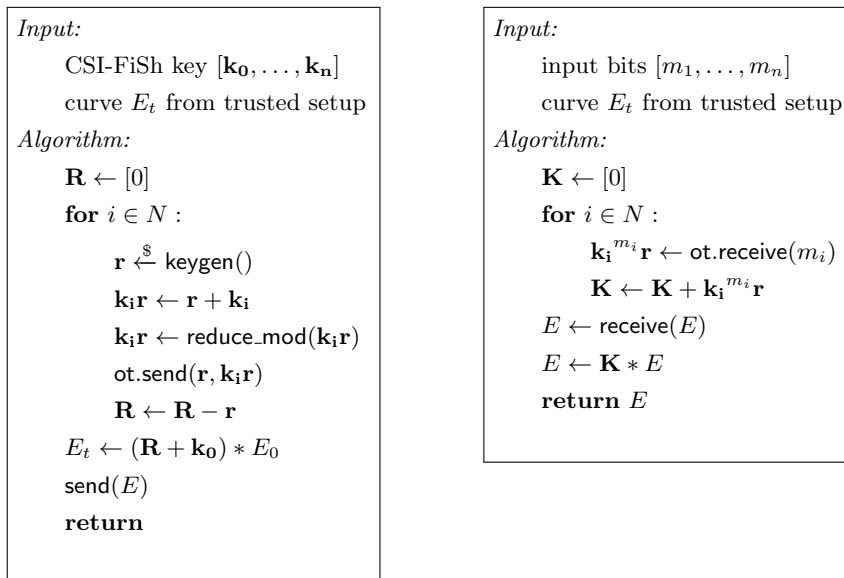 Input:
CSI-FiSh key [k₀, . . . , kₙ]
curve Eₜ from trusted setup
Algorithm:
R ← [0]
for i ∈ N :
r ←$ keygen()
kᵢr ← r + kᵢ
kᵢr ← reduce_mod(kᵢr)
ot.send(r, kᵢr)
R ← R − r
Eₜ ← (R + k₀) ∗ E₀
send(E)
return
Input:
input bits [m₁, . . . , mₙ]
curve Eₜ from trusted setup
Algorithm:
K ← [0]
for i ∈ N :
kᵢ^{mᵢ}r ← ot.receive(mᵢ)
K ← K + kᵢ^{mᵢ}r
E ← receive(E)
E ← K ∗ E
return E